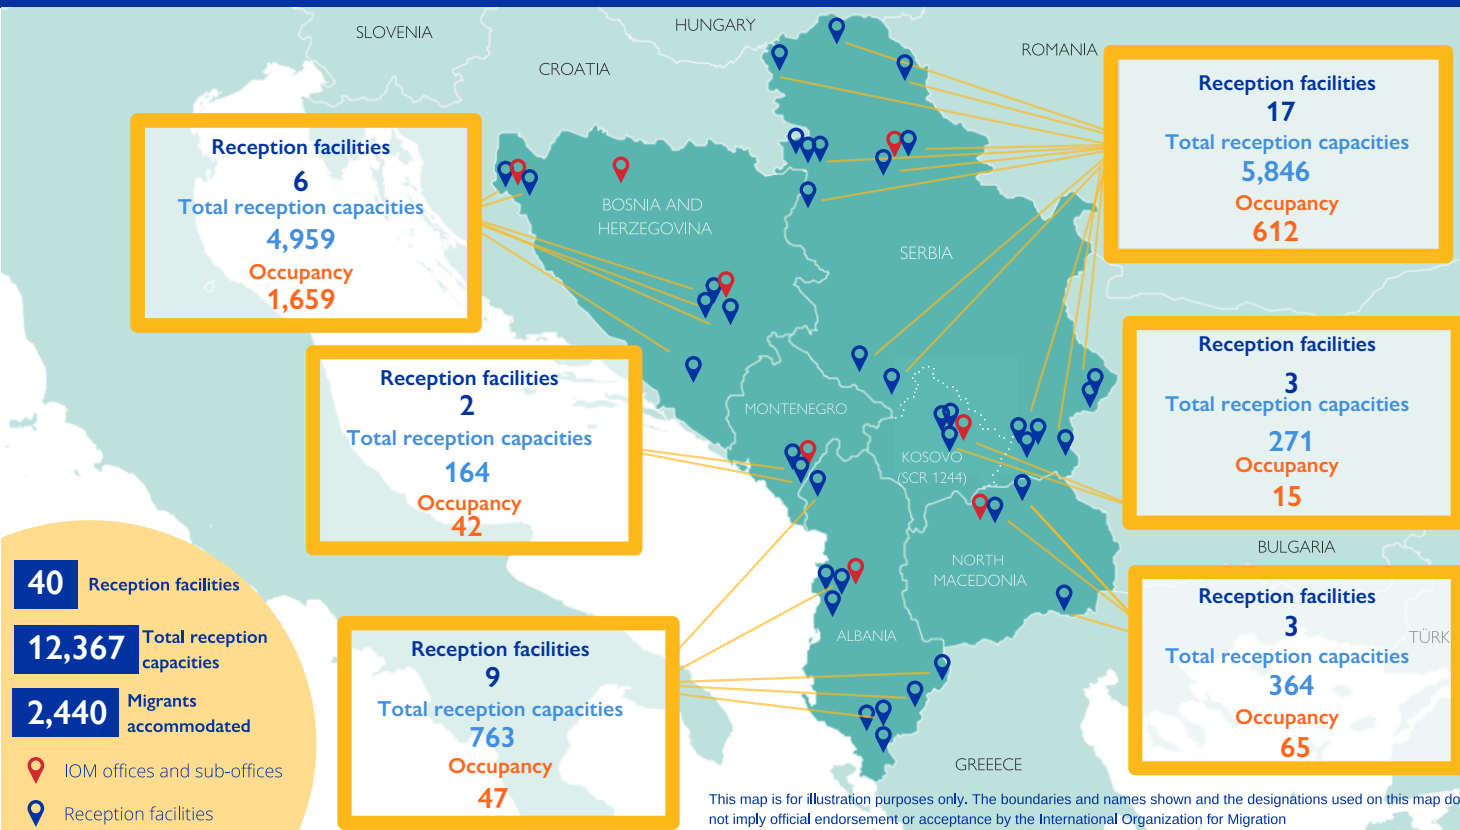 SLOVENIA
HUNGARY
CROATIA
ROMANIA
Reception facilities
17
Total reception capacities
5,846
Occupancy
612
Reception facilities
6
Total reception capacities
4,959
Occupancy
1,659
BOSNIA AND
HERZEGOVINA
SERBIA
Reception facilities
3
Total reception capacities
271
Occupancy
15
Reception facilities
2
Total reception capacities
164
Occupancy
42
MONTENEGRO
KOSOVO
(SCR 1244)
BULGARIA
NORTH
MACEDONIA
Reception facilities
3
Total reception capacities
364
Occupancy
65
TÜRK
ALBANIA
Reception facilities
9
Total reception capacities
763
Occupancy
47
GREEECE
40 Reception facilities
12,367 Total reception
capacities
2,440 Migrants
accommodated
IOM offices and sub-offices
Reception facilities
This map is for illustration purposes only. The boundaries and names shown and the designations used on this map do
not imply official endorsement or acceptance by the International Organization for Migration